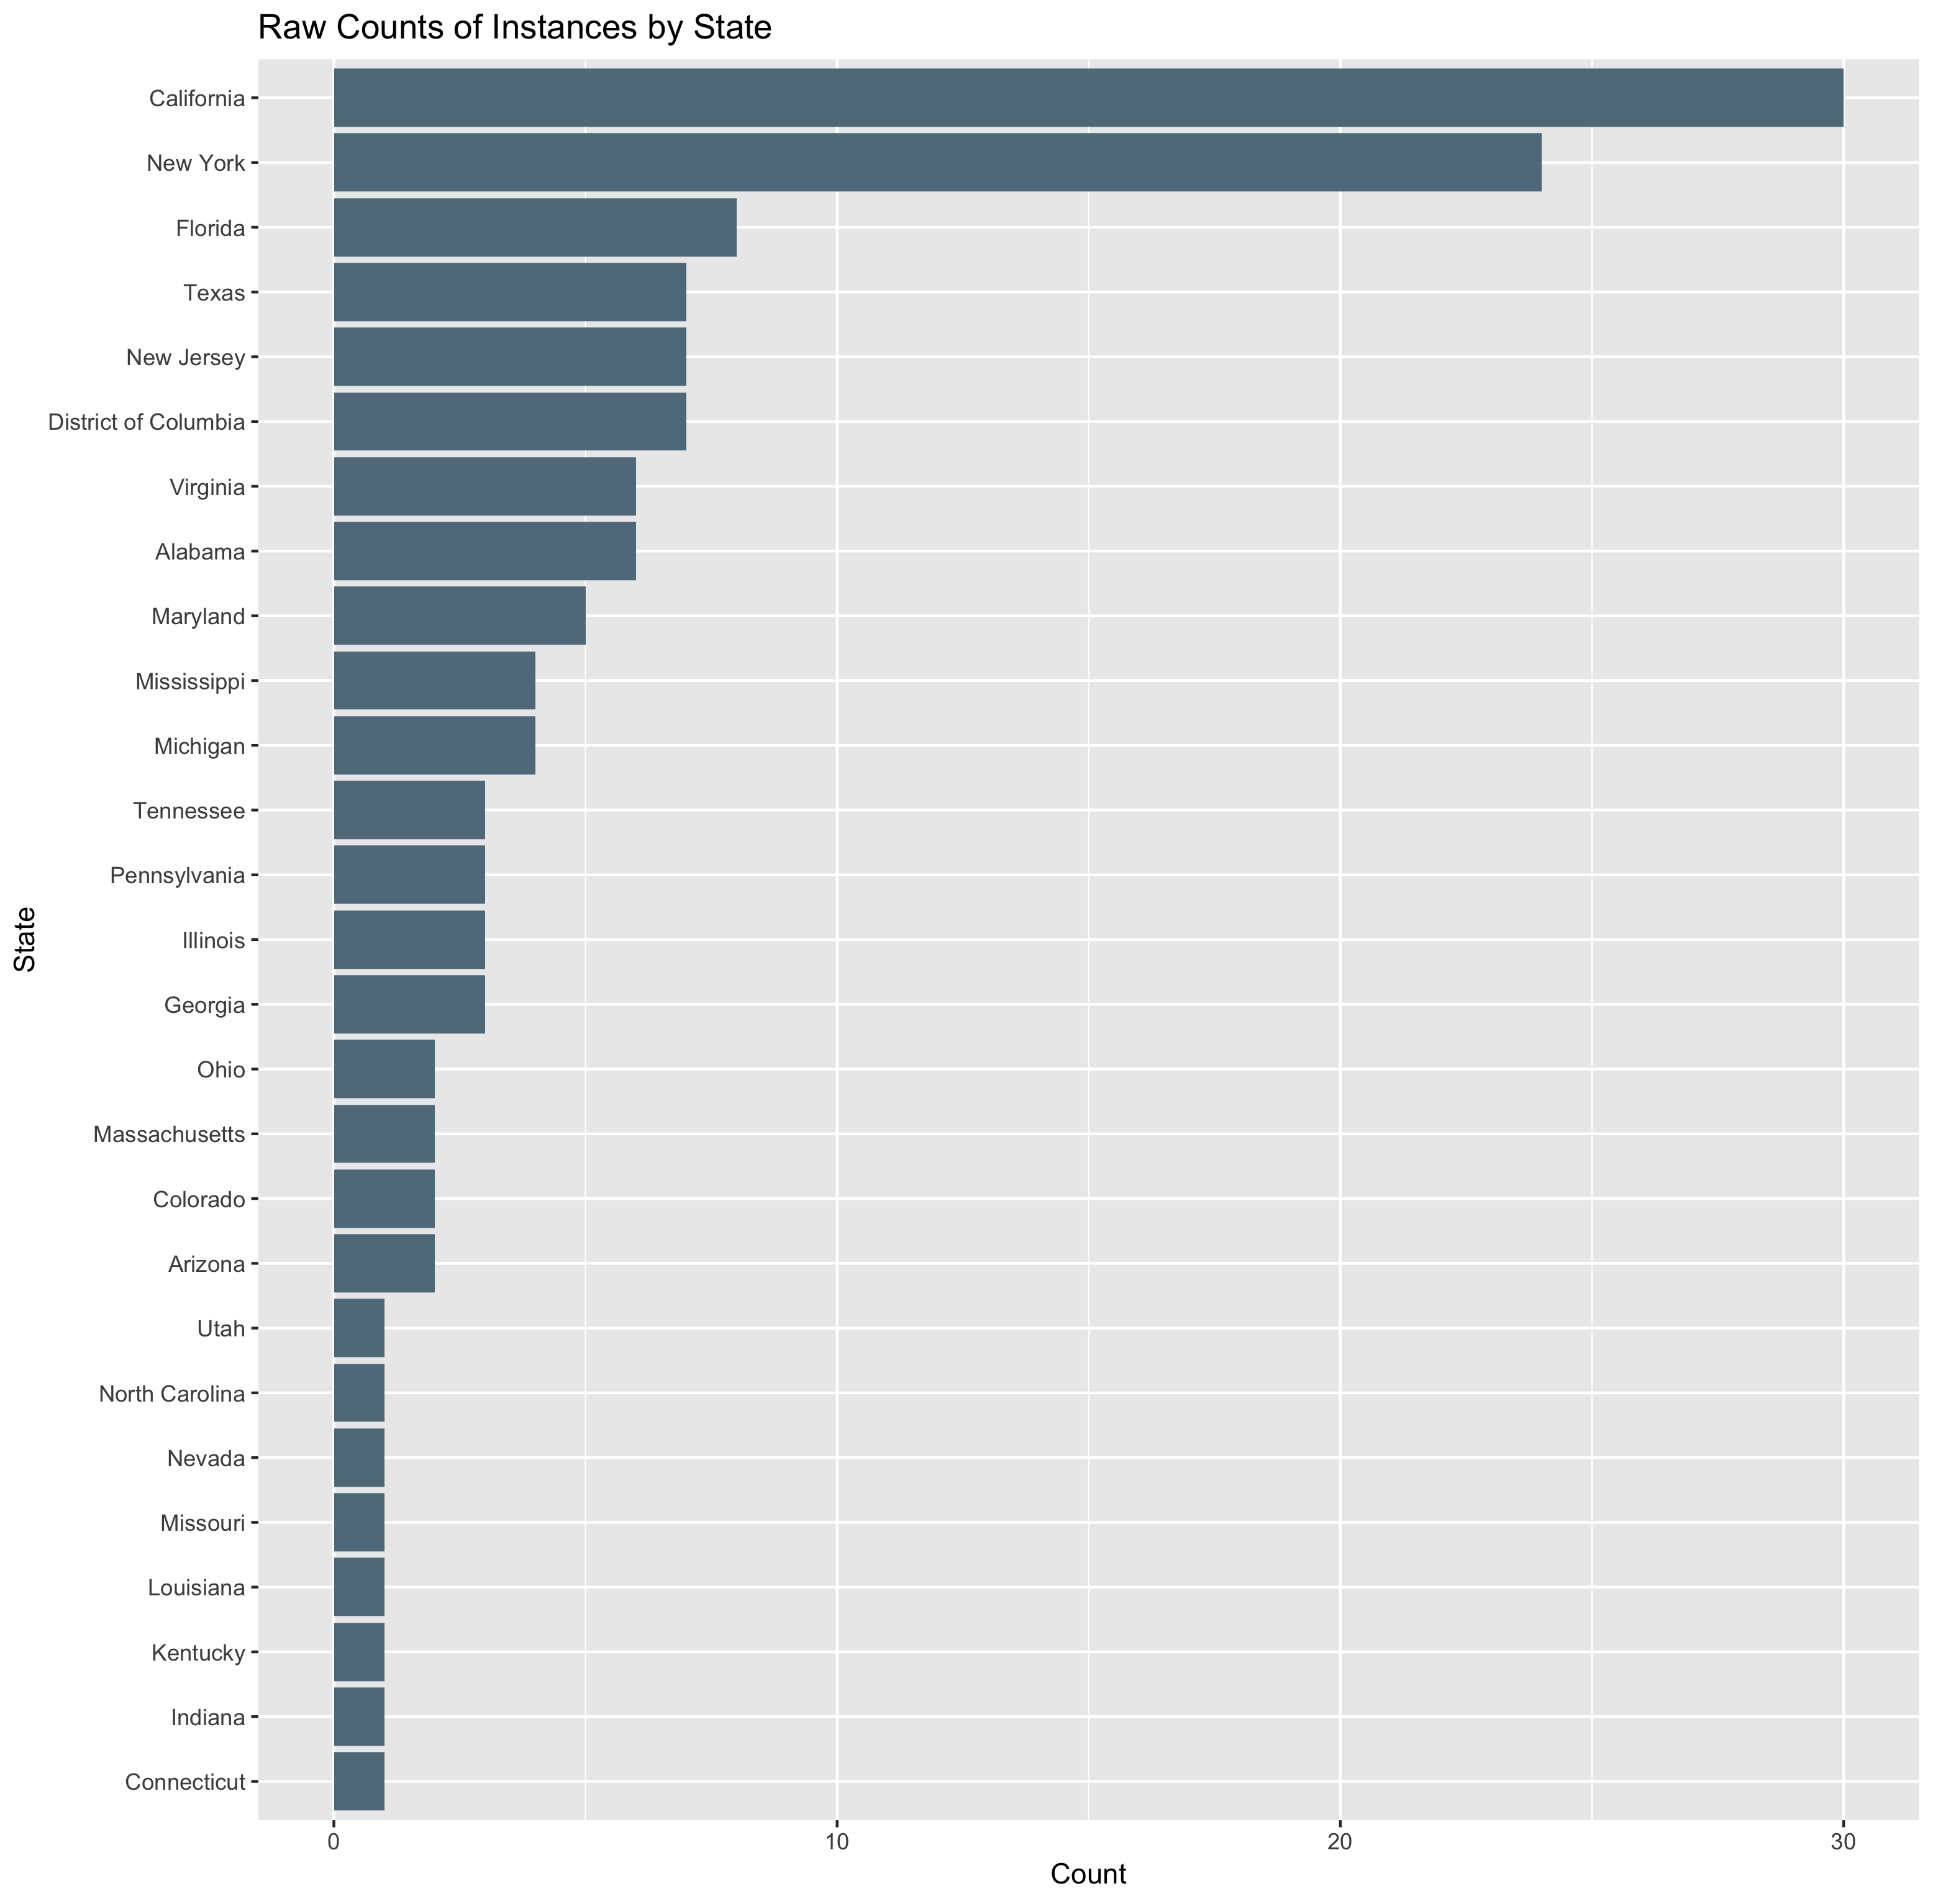 Raw Counts of Instances by State
California
New York
Florida
Texas
New Jersey
District of Columbia
Virginia
Alabama
Maryland
Mississippi
Michigan
Tennessee
Pennsylvania
Illinois
Georgia
Ohio
Massachusetts
Colorado
Arizona
Utah
North Carolina
Nevada
Missouri
Louisiana
Kentucky
Indiana
Connecticut
State
0 10 20 30
Count